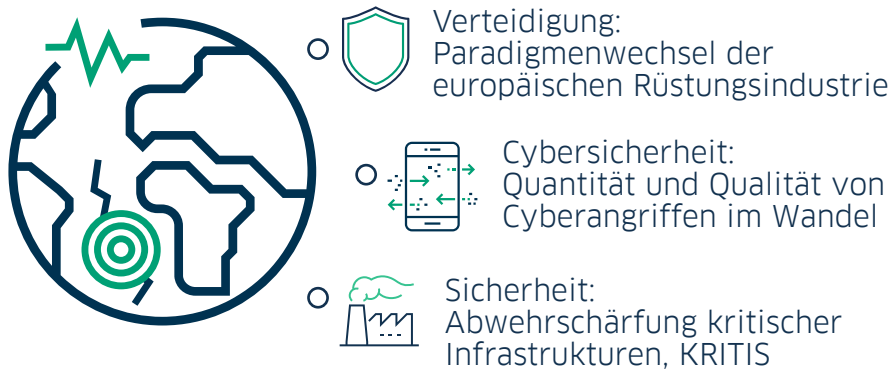 Verteidigung:
Paradigmenwechsel der
europäischen Rüstungsindustrie
Cybersicherheit:
Quantität und Qualität von
Cyberangriffen im Wandel
Sicherheit:
Abwehrschärfung kritischer
Infrastrukturen, KRITIS